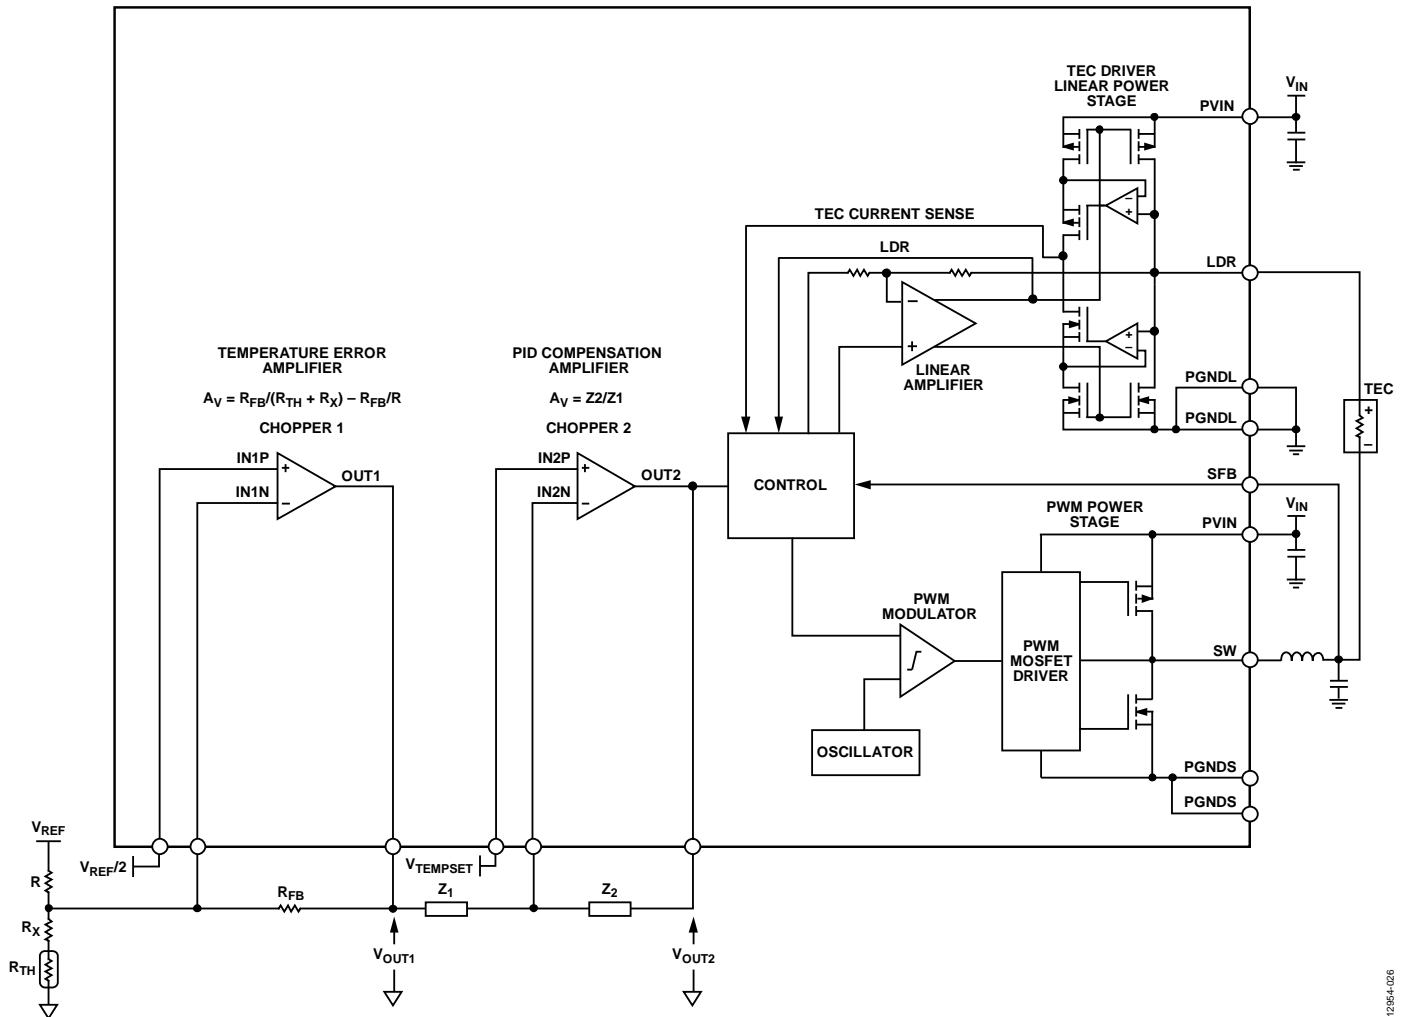 TEC DRIVER
LINEAR POWER
STAGE
VIN
PVIN
TEC CURRENT SENSE
LDR
LDR
–
+
+
–
–
+
LINEAR
AMPLIFIER
PGNDL
PGNDL
TEC
+
–
TEMPERATURE ERROR
AMPLIFIER
AV = RFB/(RTH + RX) – RFB/R
CHOPPER 1
PID COMPENSATION
AMPLIFIER
AV = Z2/Z1
CHOPPER 2
IN1P
+
IN1N
–
OUT1
IN2P
+
IN2N
–
OUT2
CONTROL
SFB
PWM POWER
STAGE
VIN
PVIN
PWM
MODULATOR
PWM
MOSFET
DRIVER
SW
OSCILLATOR
PGNDS
PGNDS
VREF
VREF/2
VTEMPSET
R
RFB
Z1
Z2
RX
RTH
VOUT1
VOUT2
12954-026